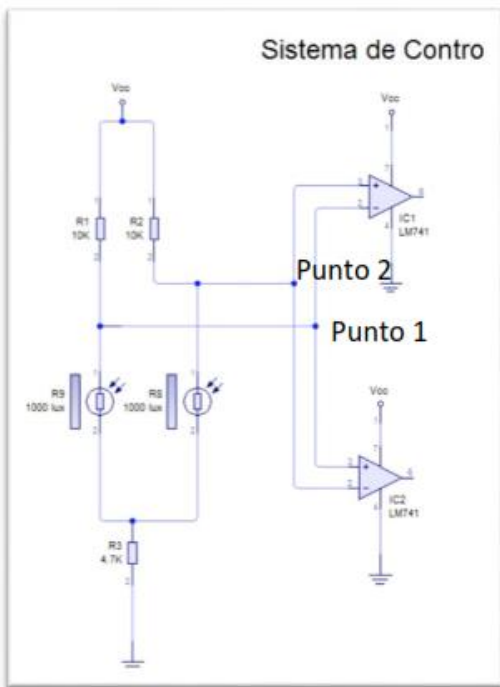 Sistema de Contro
Vcc
Vcc
R1
10K
R2
10K
IC1
LM741
Punto 2
Punto 1
R9
1000 lux
R8
1000 lux
Vcc
IC2
LM741
R3
4.7K